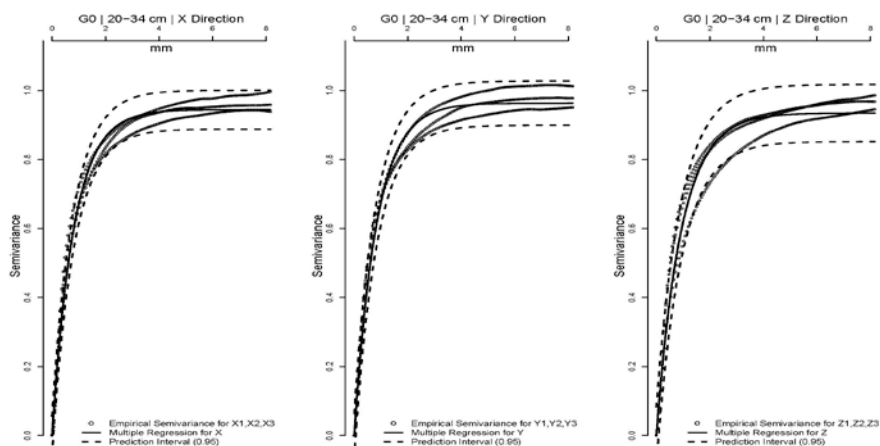 G0 | 20−34 cm | X Direction
0 2 4 6 8
mm
Semivariance
1.0
0.8
0.6
0.4
0.2
0.0
Empirical Semivariance for X1,X2,X3
Multiple Regression for X
Prediction Interval (0.95)
G0 | 20−34 cm | Y Direction
0 2 4 6 8
mm
Semivariance
1.0
0.8
0.6
0.4
0.2
0.0
Empirical Semivariance for Y1,Y2,Y3
Multiple Regression for Y
Prediction Interval (0.95)
G0 | 20−34 cm | Z Direction
0 2 4 6 8
mm
Semivariance
1.0
0.8
0.6
0.4
0.2
0.0
Empirical Semivariance for Z1,Z2,Z3
Multiple Regression for Z
Prediction Interval (0.95)